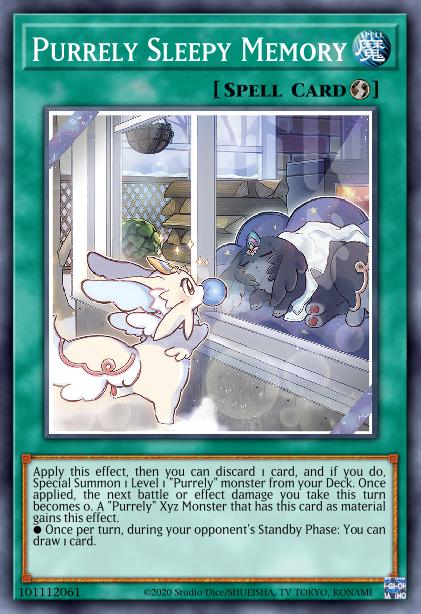 PURRELY SLEEPY MEMORY
SPELL
魔
[SPELL CARD]
Apply this effect, then you can discard 1 card, and if you do,
Special Summon 1 Level 1 "Purrely" monster from your Deck. Once
applied, the next battle or effect damage you take this turn
becomes 0. A "Purrely" Xyz Monster that has this card as material
gains this effect.
● Once per turn, during your opponent's Standby Phase: You can
draw 1 card.
101112061
©2020 Studio Dice/SHUEISHA, TV TOKYO, KONAMI